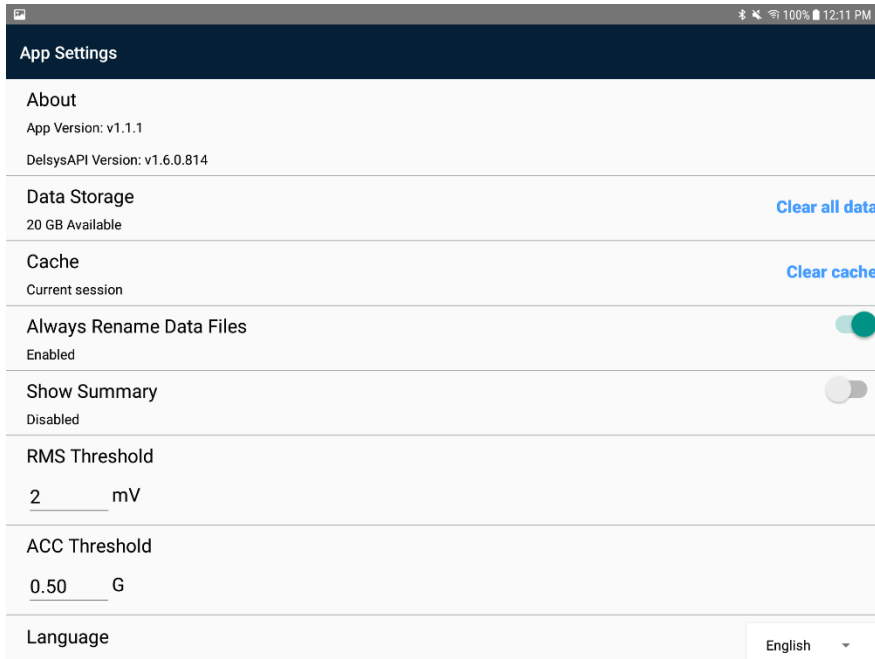 100% 12:11 PM
App Settings
About
App Version: v1.1.1
DelsysAPI Version: v1.6.0.814
Data Storage
Clear all data
20 GB Available
Cache
Clear cache
Current session
Always Rename Data Files
Enabled
Show Summary
Disabled
RMS Threshold
2 mV
ACC Threshold
0.50 G
Language
English